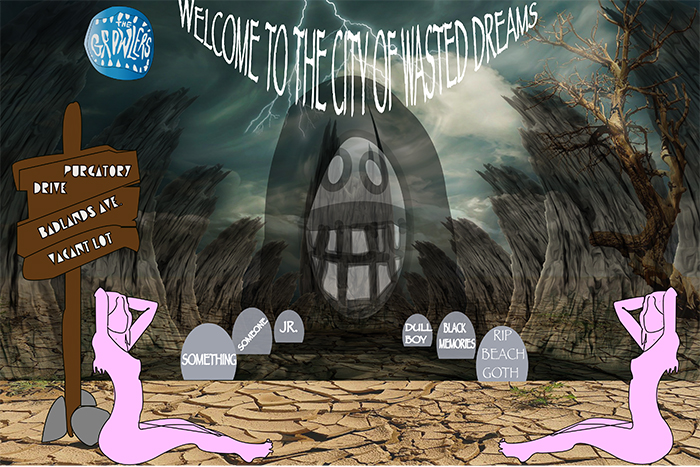 THE
GROWLERS
WELCOME TO THE CITY OF WASTED DREAMS
PURGATORY
DRIVE
BADLANDS AVE.
VACANT LOT
SOMETHING
SOMEONE
JR.
DULL
BOY
BLACK
MEMORIES
RIP
BEACH
GOTH